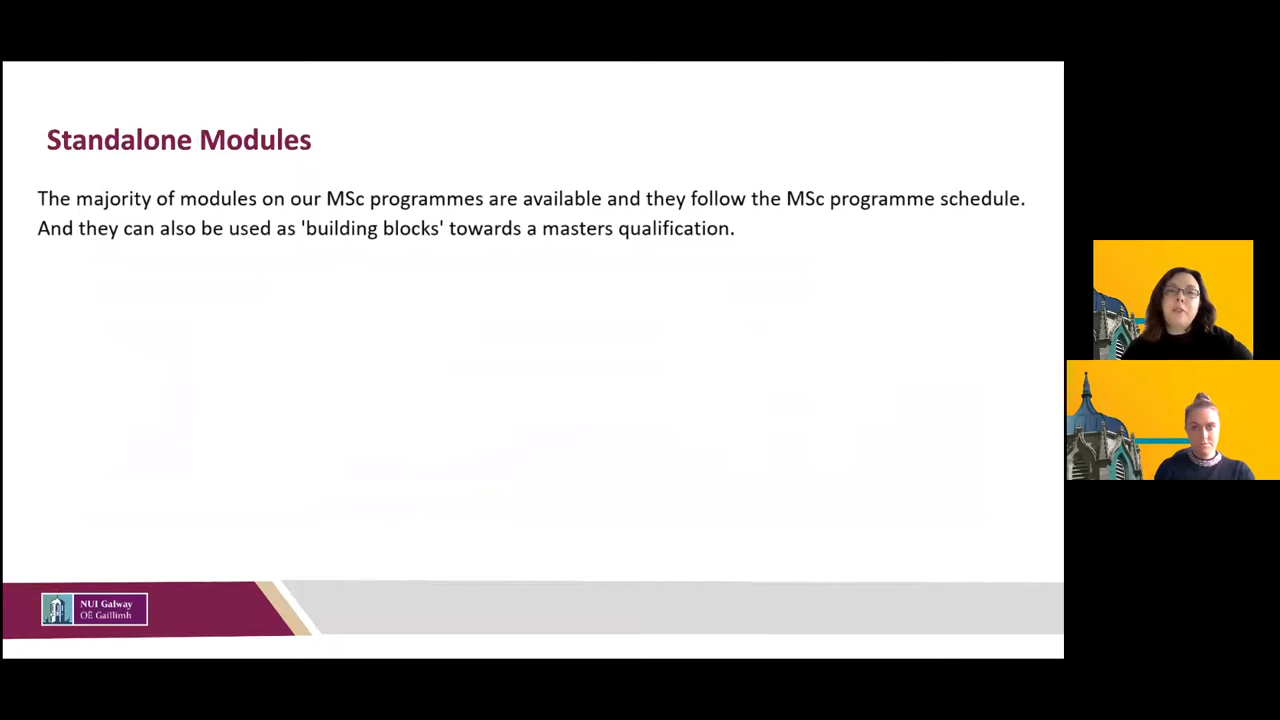 Standalone Modules
The majority of modules on our MSc programmes are available and they follow the MSc programme schedule.
And they can also be used as 'building blocks' towards a masters qualification.
NUI Galway
OÉ Gaillimh